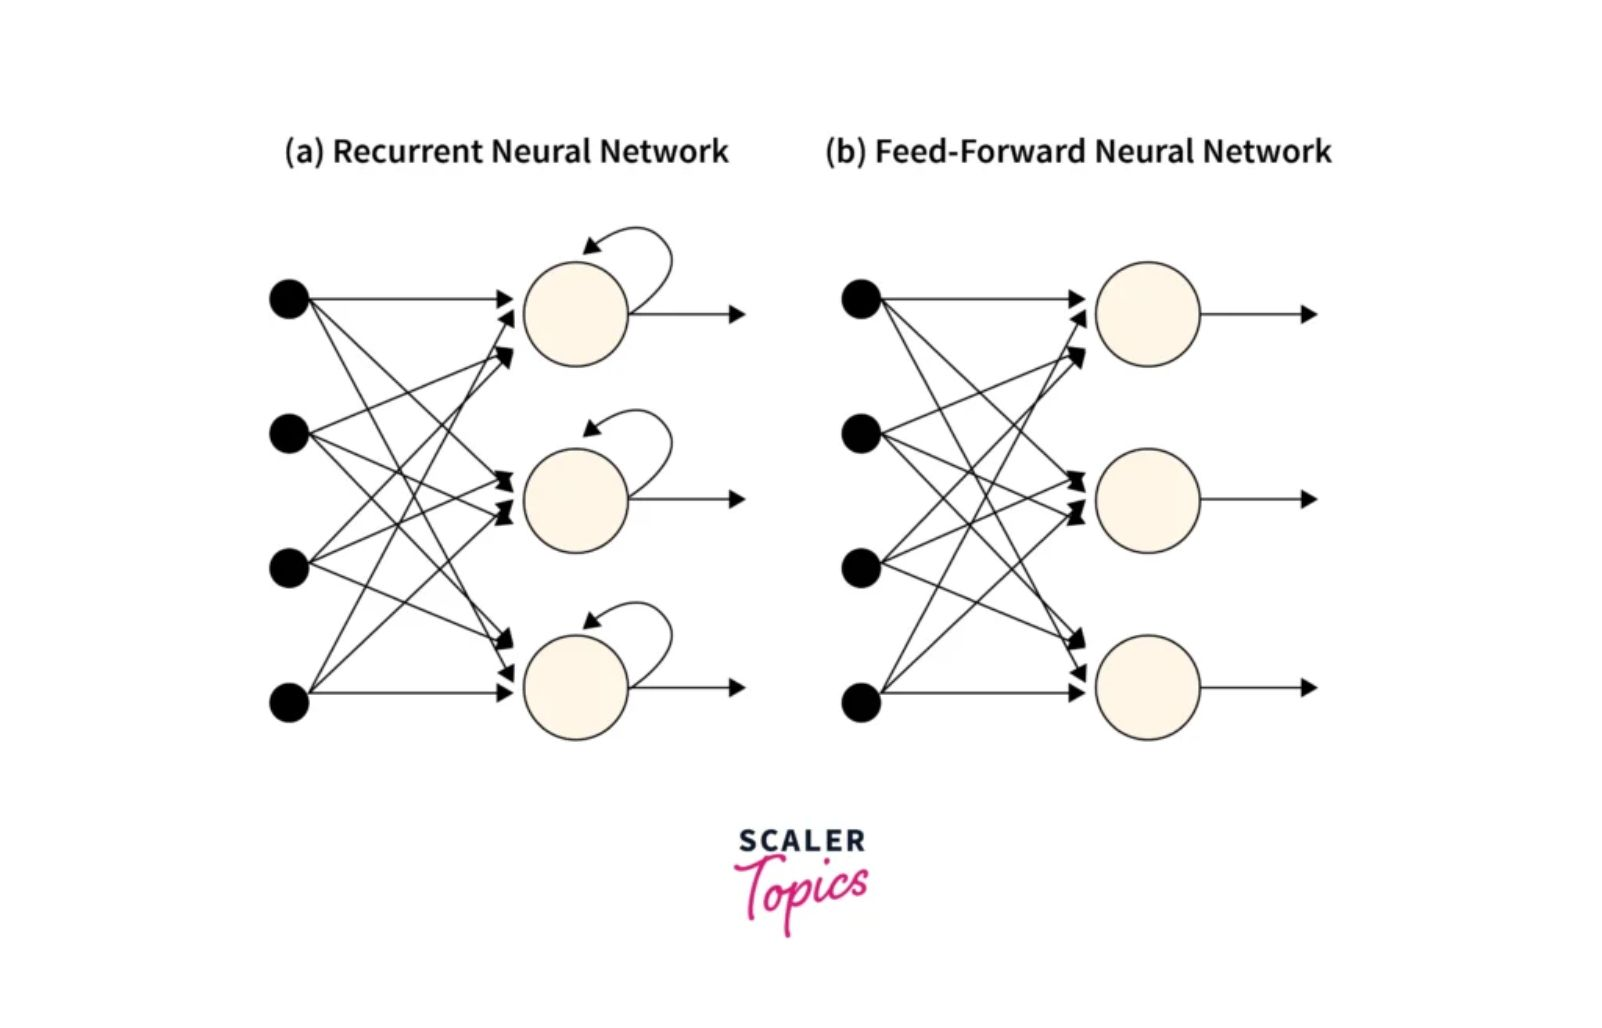 (a) Recurrent Neural Network
(b) Feed-Forward Neural Network
SCALER
Topics